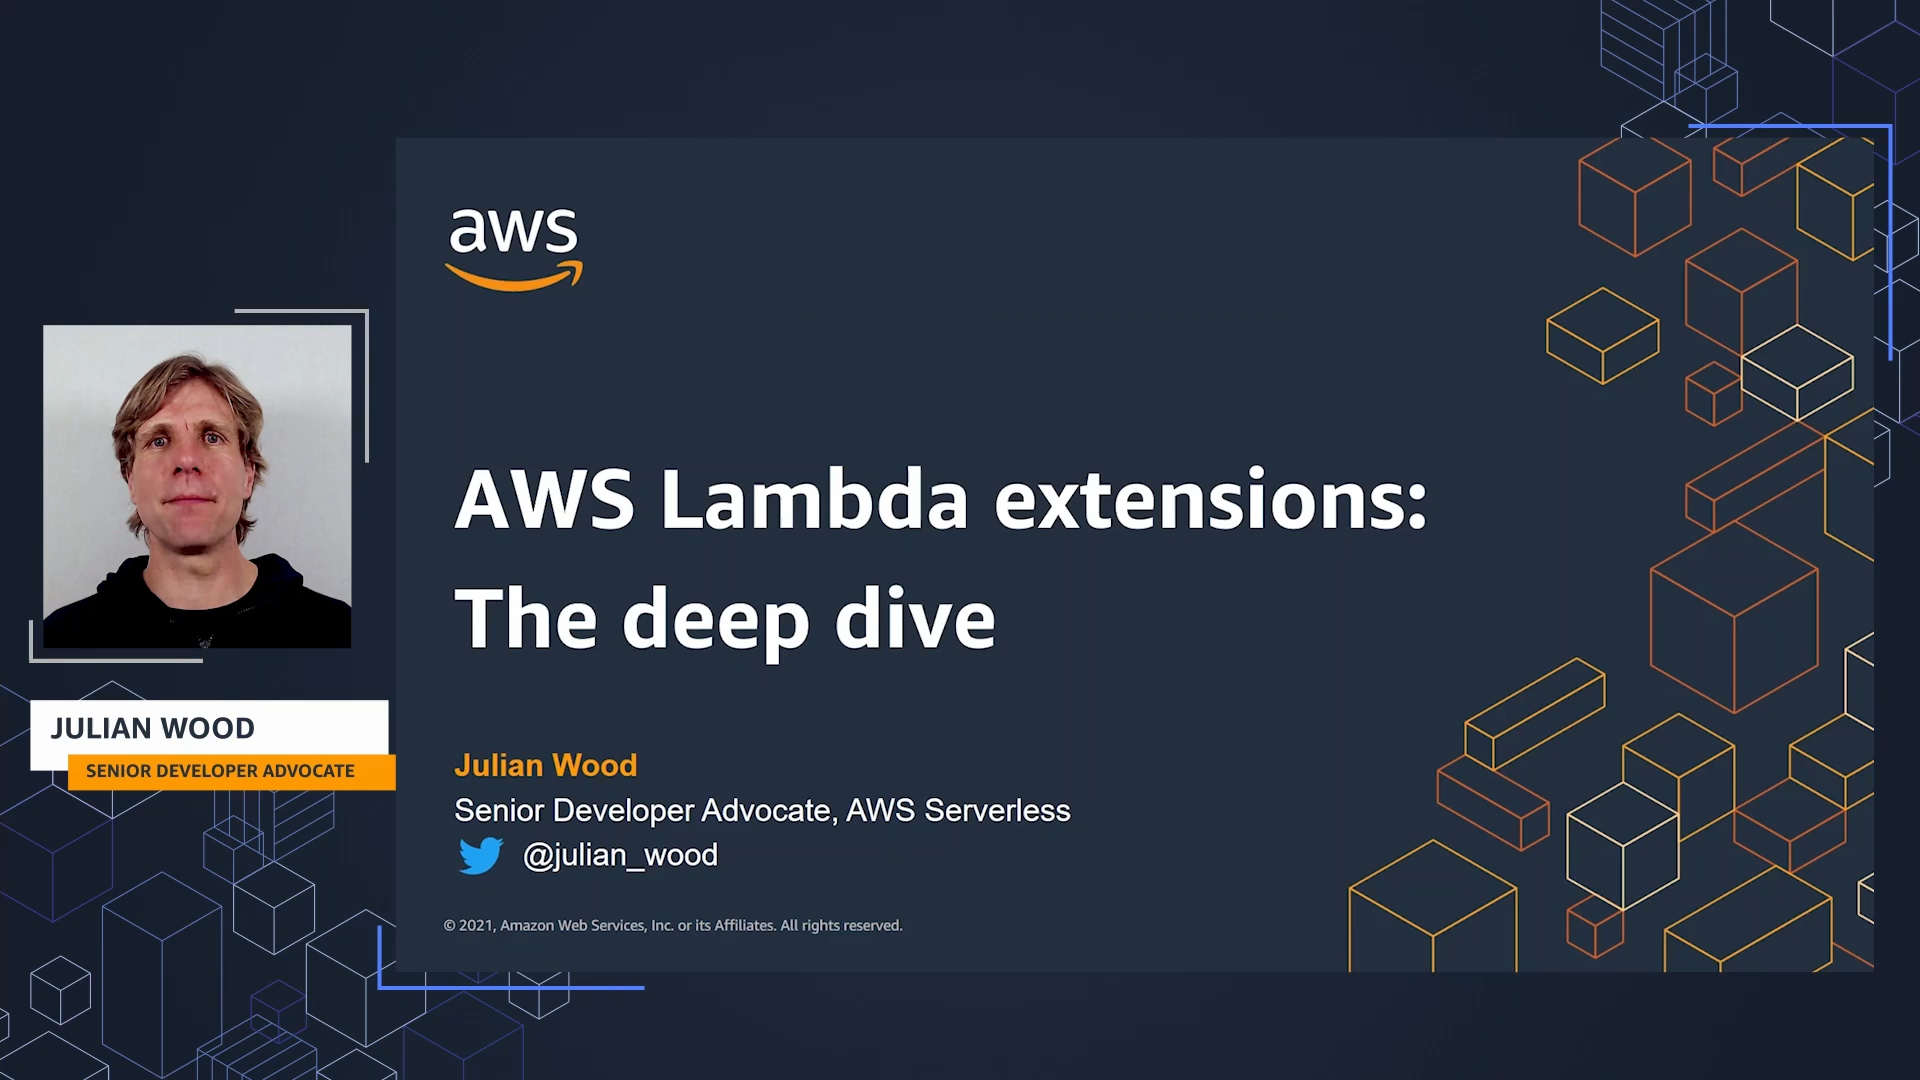 aws
AWS Lambda extensions:
The deep dive
JULIAN WOOD
SENIOR DEVELOPER ADVOCATE
Julian Wood
Senior Developer Advocate, AWS Serverless
@julian_wood
© 2021, Amazon Web Services, Inc. or its Affiliates. All rights reserved.